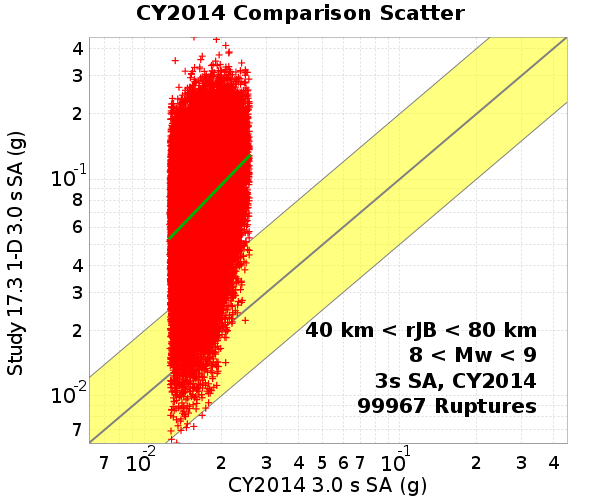 CY2014 Comparison Scatter
Study 17.3 1-D 3.0 s SA (g)
4
3
2
10-1
8
6
4
3
2
10-2
7
40 km < rJB < 80 km
8 < Mw < 9
3s SA, CY2014
99967 Ruptures
7 10-2 2 3 4 5 6 7 10-1 2 3 4
CY2014 3.0 s SA (g)